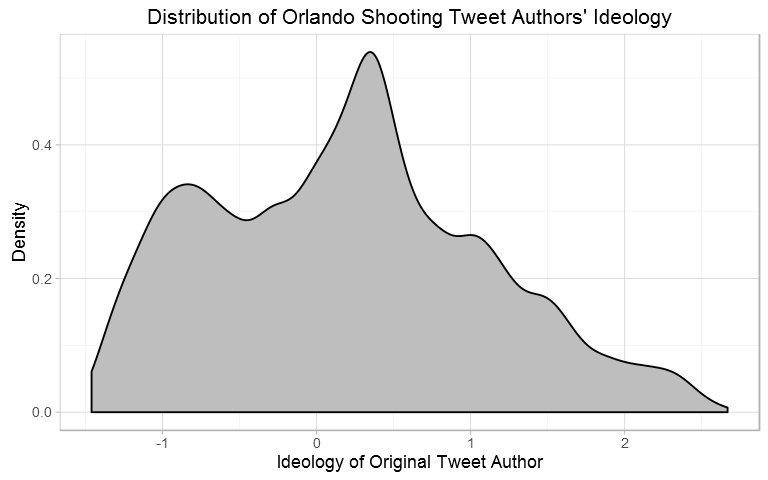 Distribution of Orlando Shooting Tweet Authors' Ideology
Density
0.4
0.2
0.0
-1
0
1
2
Ideology of Original Tweet Author